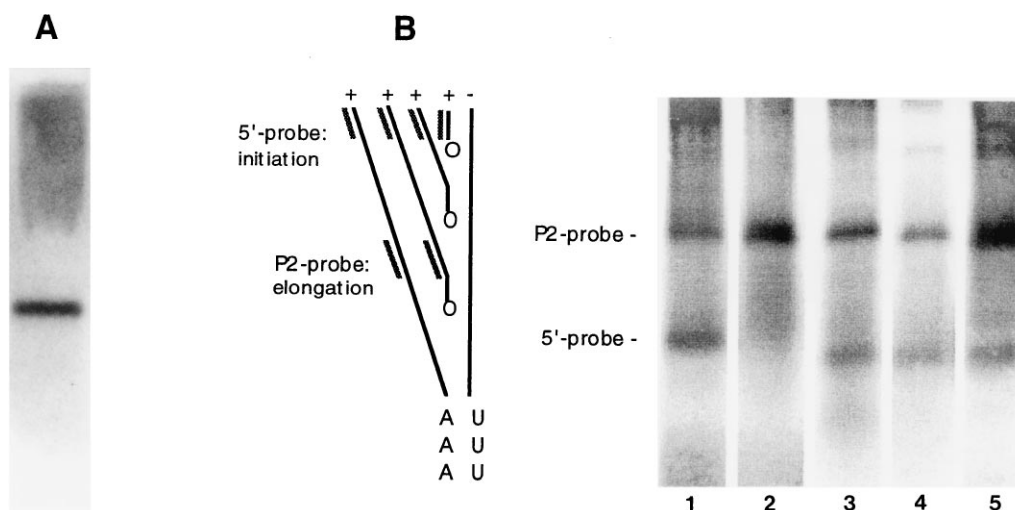 A
B
+ + + + -
5'-probe:
initiation
O
O
P2-probe:
elongation
O
A U
A U
A U
P2-probe -
5'-probe -
1 2 3 4 5